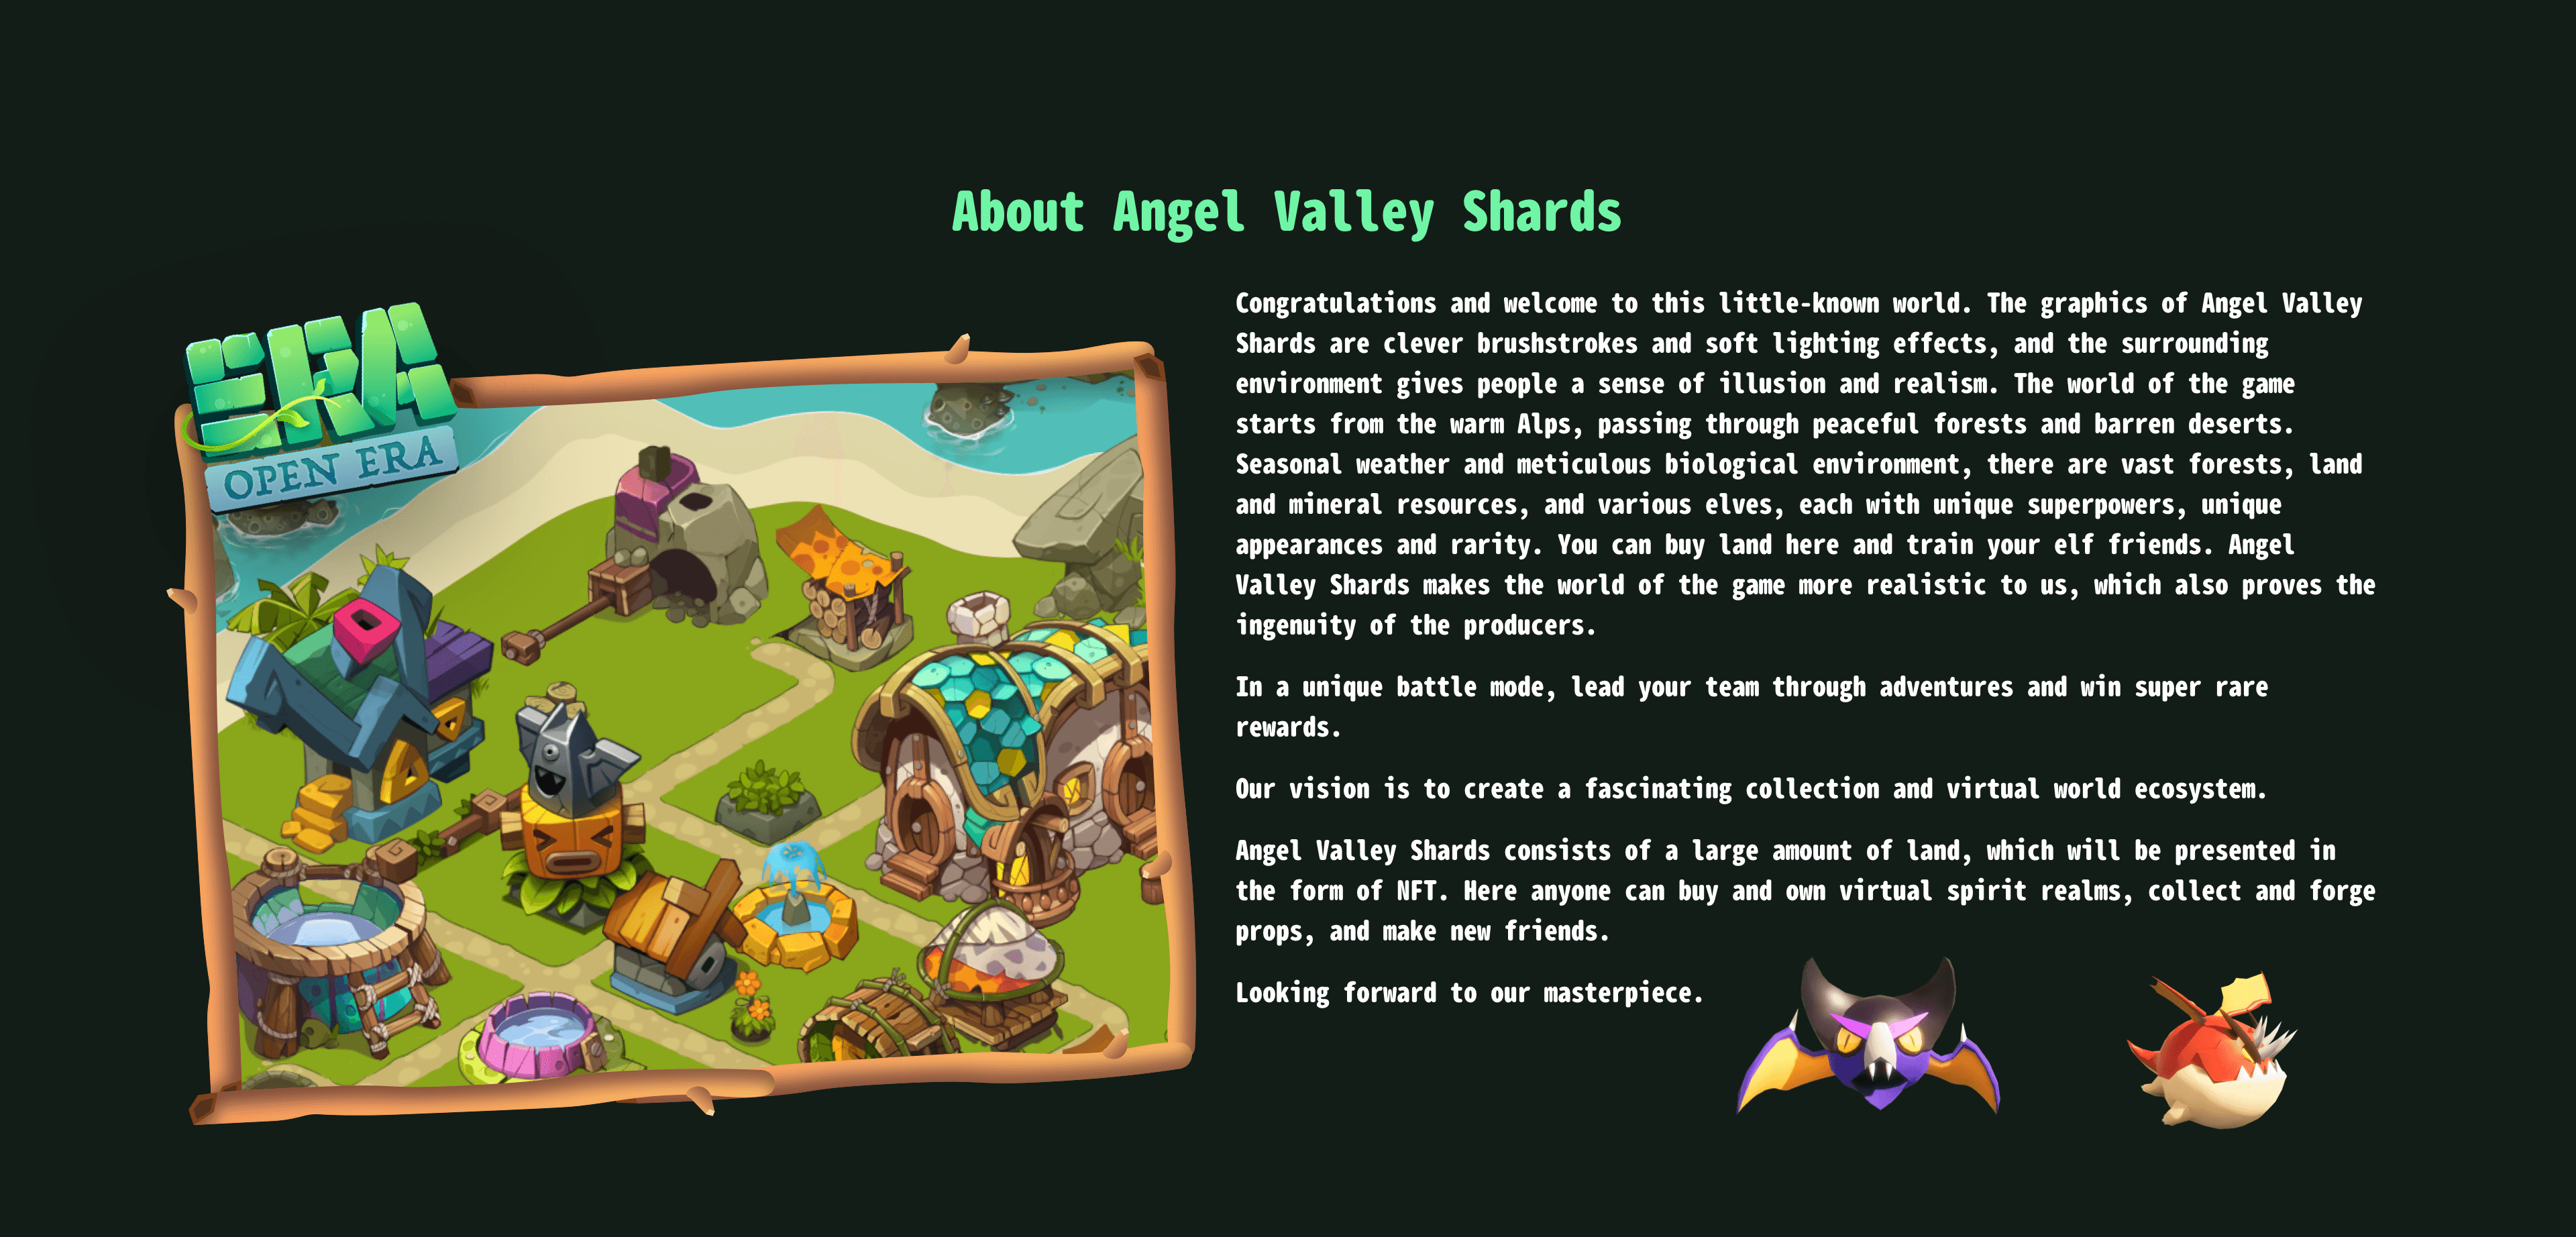 About Angel Valley Shards
ERA
OPEN ERA
Congratulations and welcome to this little-known world. The graphics of Angel Valley
Shards are clever brushstrokes and soft lighting effects, and the surrounding
environment gives people a sense of illusion and realism. The world of the game
starts from the warm Alps, passing through peaceful forests and barren deserts.
Seasonal weather and meticulous biological environment, there are vast forests, land
and mineral resources, and various elves, each with unique superpowers, unique
appearances and rarity. You can buy land here and train your elf friends. Angel
Valley Shards makes the world of the game more realistic to us, which also proves the
ingenuity of the producers.
In a unique battle mode, lead your team through adventures and win super rare
rewards.
Our vision is to create a fascinating collection and virtual world ecosystem.
Angel Valley Shards consists of a large amount of land, which will be presented in
the form of NFT. Here anyone can buy and own virtual spirit realms, collect and forge
props, and make new friends.
Looking forward to our masterpiece.